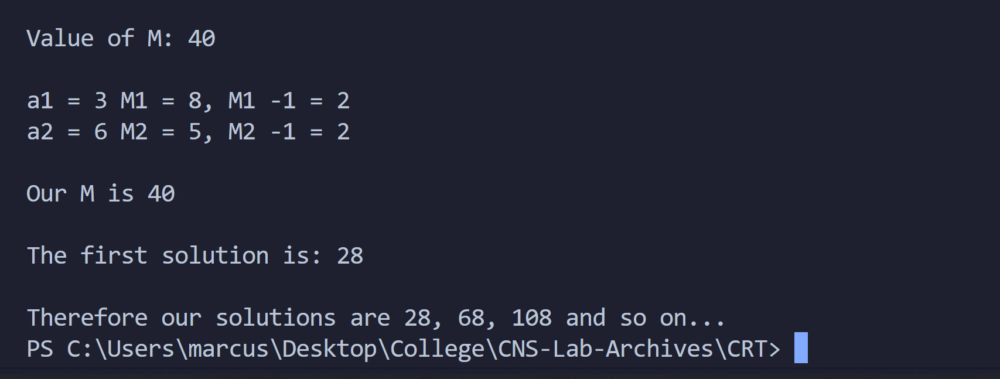 Value of M: 40
a1 = 3 M1 = 8, M1 -1 = 2
a2 = 6 M2 = 5, M2 -1 = 2
Our M is 40
The first solution is: 28
Therefore our solutions are 28, 68, 108 and so on...
PS C:\Users\marcus\Desktop\College\CNS-Lab-Archives\CRT>